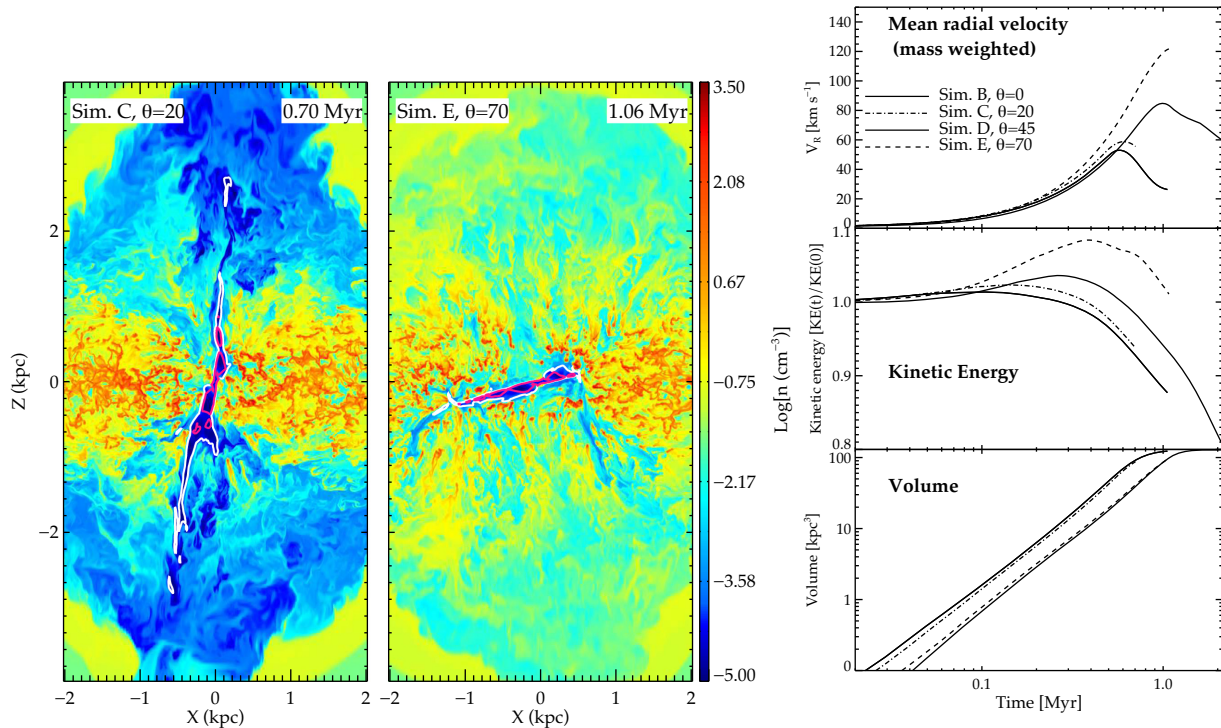 Sim. C, θ=20
0.70 Myr
Z (kpc)
2
0
−2
−2
−1
0
1
2
X (kpc)
Sim. E, θ=70
1.06 Myr
−2
−1
0
1
2
X (kpc)
3.50
2.08
0.67
−0.75
−2.17
−3.58
−5.00
Log[n (cm⁻³)]
Mean radial velocity
(mass weighted)
Sim. B, θ=0
Sim. C, θ=20
Sim. D, θ=45
Sim. E, θ=70
V_R [km s⁻¹]
140
120
100
80
60
40
20
0
Kinetic Energy
Kinetic energy [KE(t)/KE(0)]
1.1
1.0
0.9
0.8
Volume
Volume [kpc³]
100
10
1
0
0.1
1.0
Time [Myr]